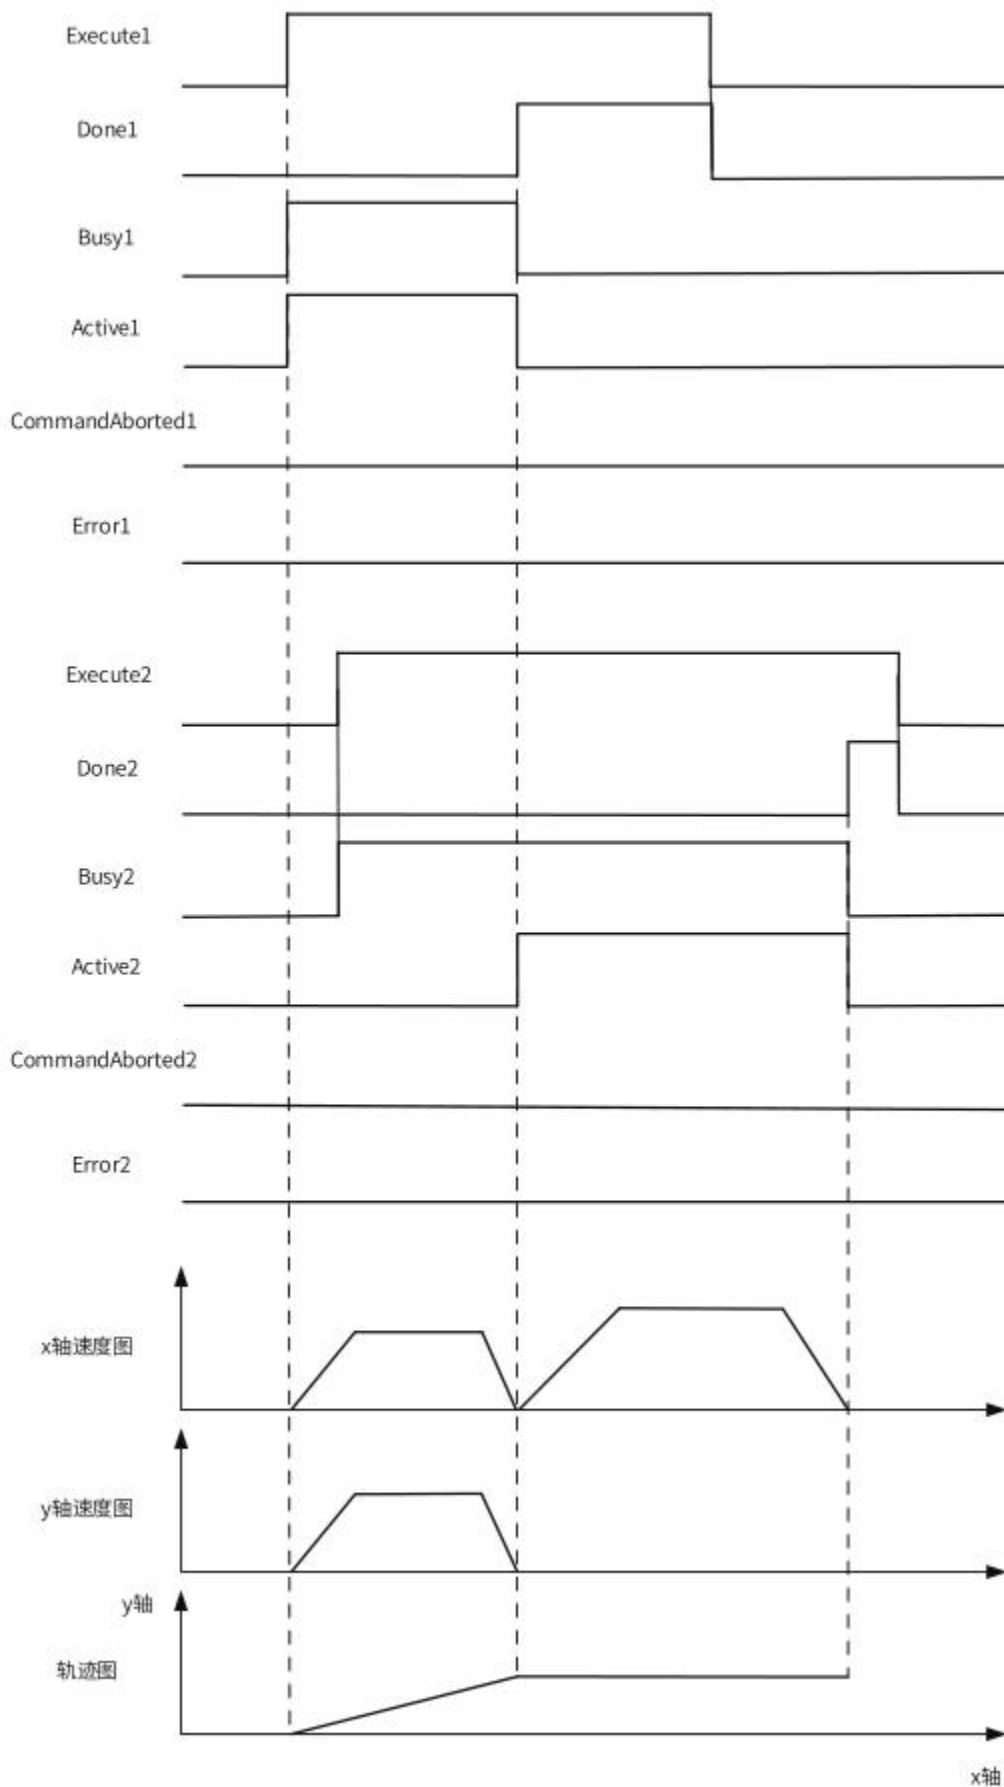 Execute1
Done1
Busy1
Active1
CommandAborted1
Error1
Execute2
Done2
Busy2
Active2
CommandAborted2
Error2
x轴速度图
y轴速度图
y轴
轨迹图
x轴